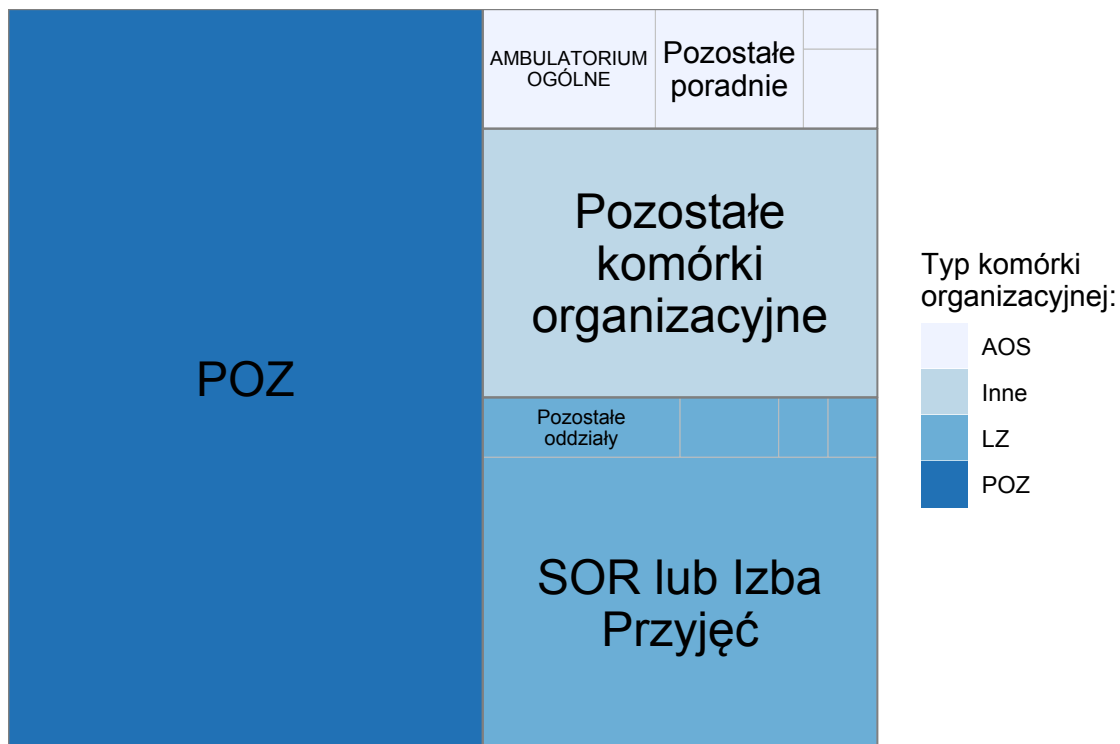 AMBULATORIUM
OGÓLNE
Pozostałe
poradnie
Pozostałe
komórki
organizacyjne
POZ
Pozostałe
oddziały
SOR lub Izba
Przyjęć
Typ komórki
organizacyjnej:
AOS
Inne
LZ
POZ